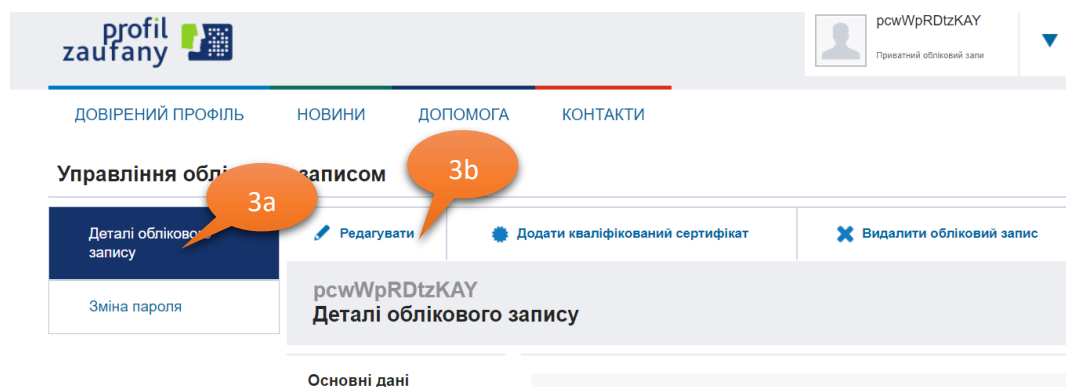 profil
zaufany
pcwWpRDtzKAY
Приватний обліковий запи
ДОВІРЕНИЙ ПРОФІЛЬ НОВИНИ ДОПОМОГА КОНТАКТИ
Управління облі записом
3a
3b
Деталі обліковог
запису
Редагувати
Додати кваліфікований сертифікат
Видалити обліковий запис
Зміна пароля
pcwWpRDtzKAY
Деталі облікового запису
Основні дані